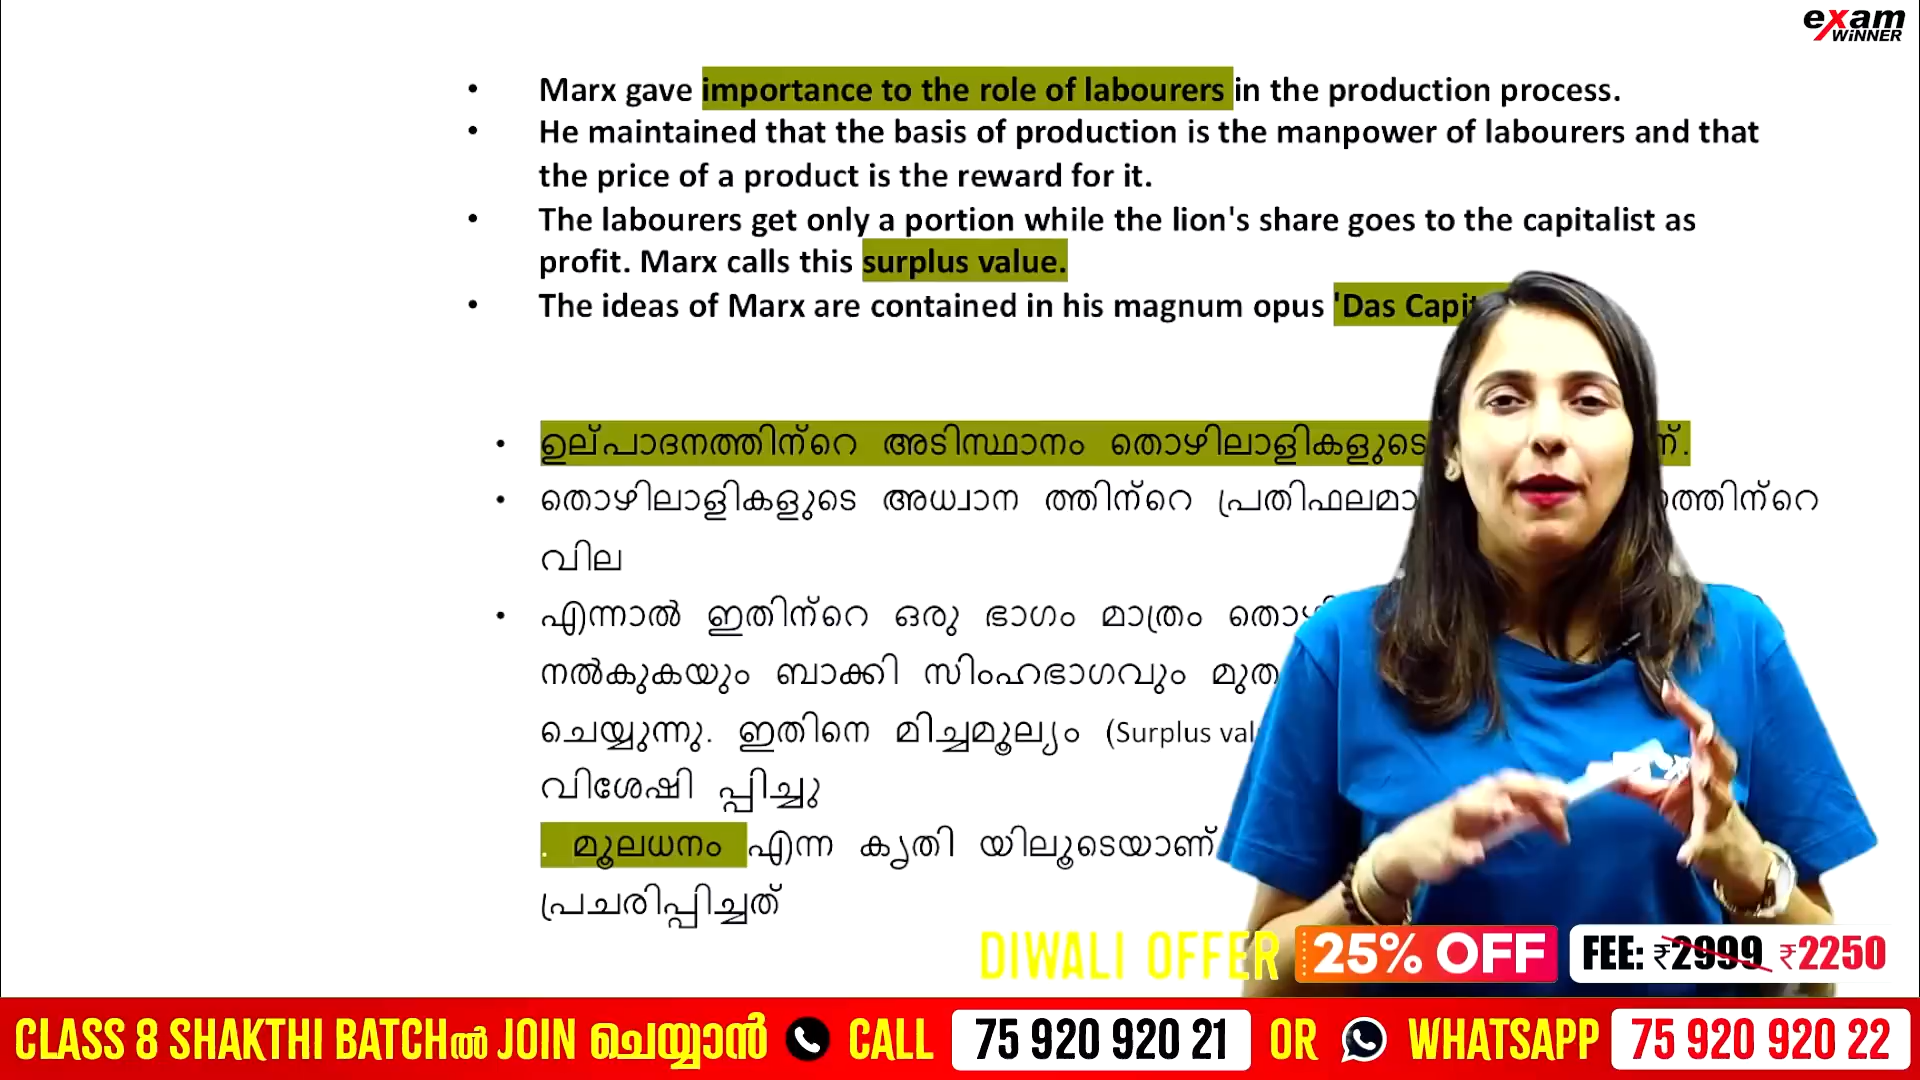 exam
WiNNER
• Marx gave importance to the role of labourers in the production process.
• He maintained that the basis of production is the manpower of labourers and that
the price of a product is the reward for it.
• The labourers get only a portion while the lion's share goes to the capitalist as
profit. Marx calls this surplus value.
• The ideas of Marx are contained in his magnum opus 'Das
• ഉല്പാദനത്തിന്റെ അടിസ്ഥാനം തൊഴിലാളികളുടെ
• തൊഴിലാളികളുടെ അധ്വാന ത്തിന്റെ
വില
• എന്നാൽ ഇതിന്റെ ഒരു ഭാഗം മാത്രം
നൽകുകയും ബാക്കി സിംഹഭാഗവും
ചെയ്യുന്നു. ഇതിനെ മിച്ചമൂല്യം (Surplus
വിശേഷി പ്പിച്ചു
. മൂലധനം എന്ന കൃതി യിലൂടെയാണ്
പ്രചരിപ്പിച്ചത്
DIWALI OFFER 25% OFF FEE: ₹2999 ₹2250
CLASS 8 SHAKTHI BATCHൽ JOIN ചെയ്യാൻ CALL 75 920 920 21 OR WHATSAPP 75 920 920 22